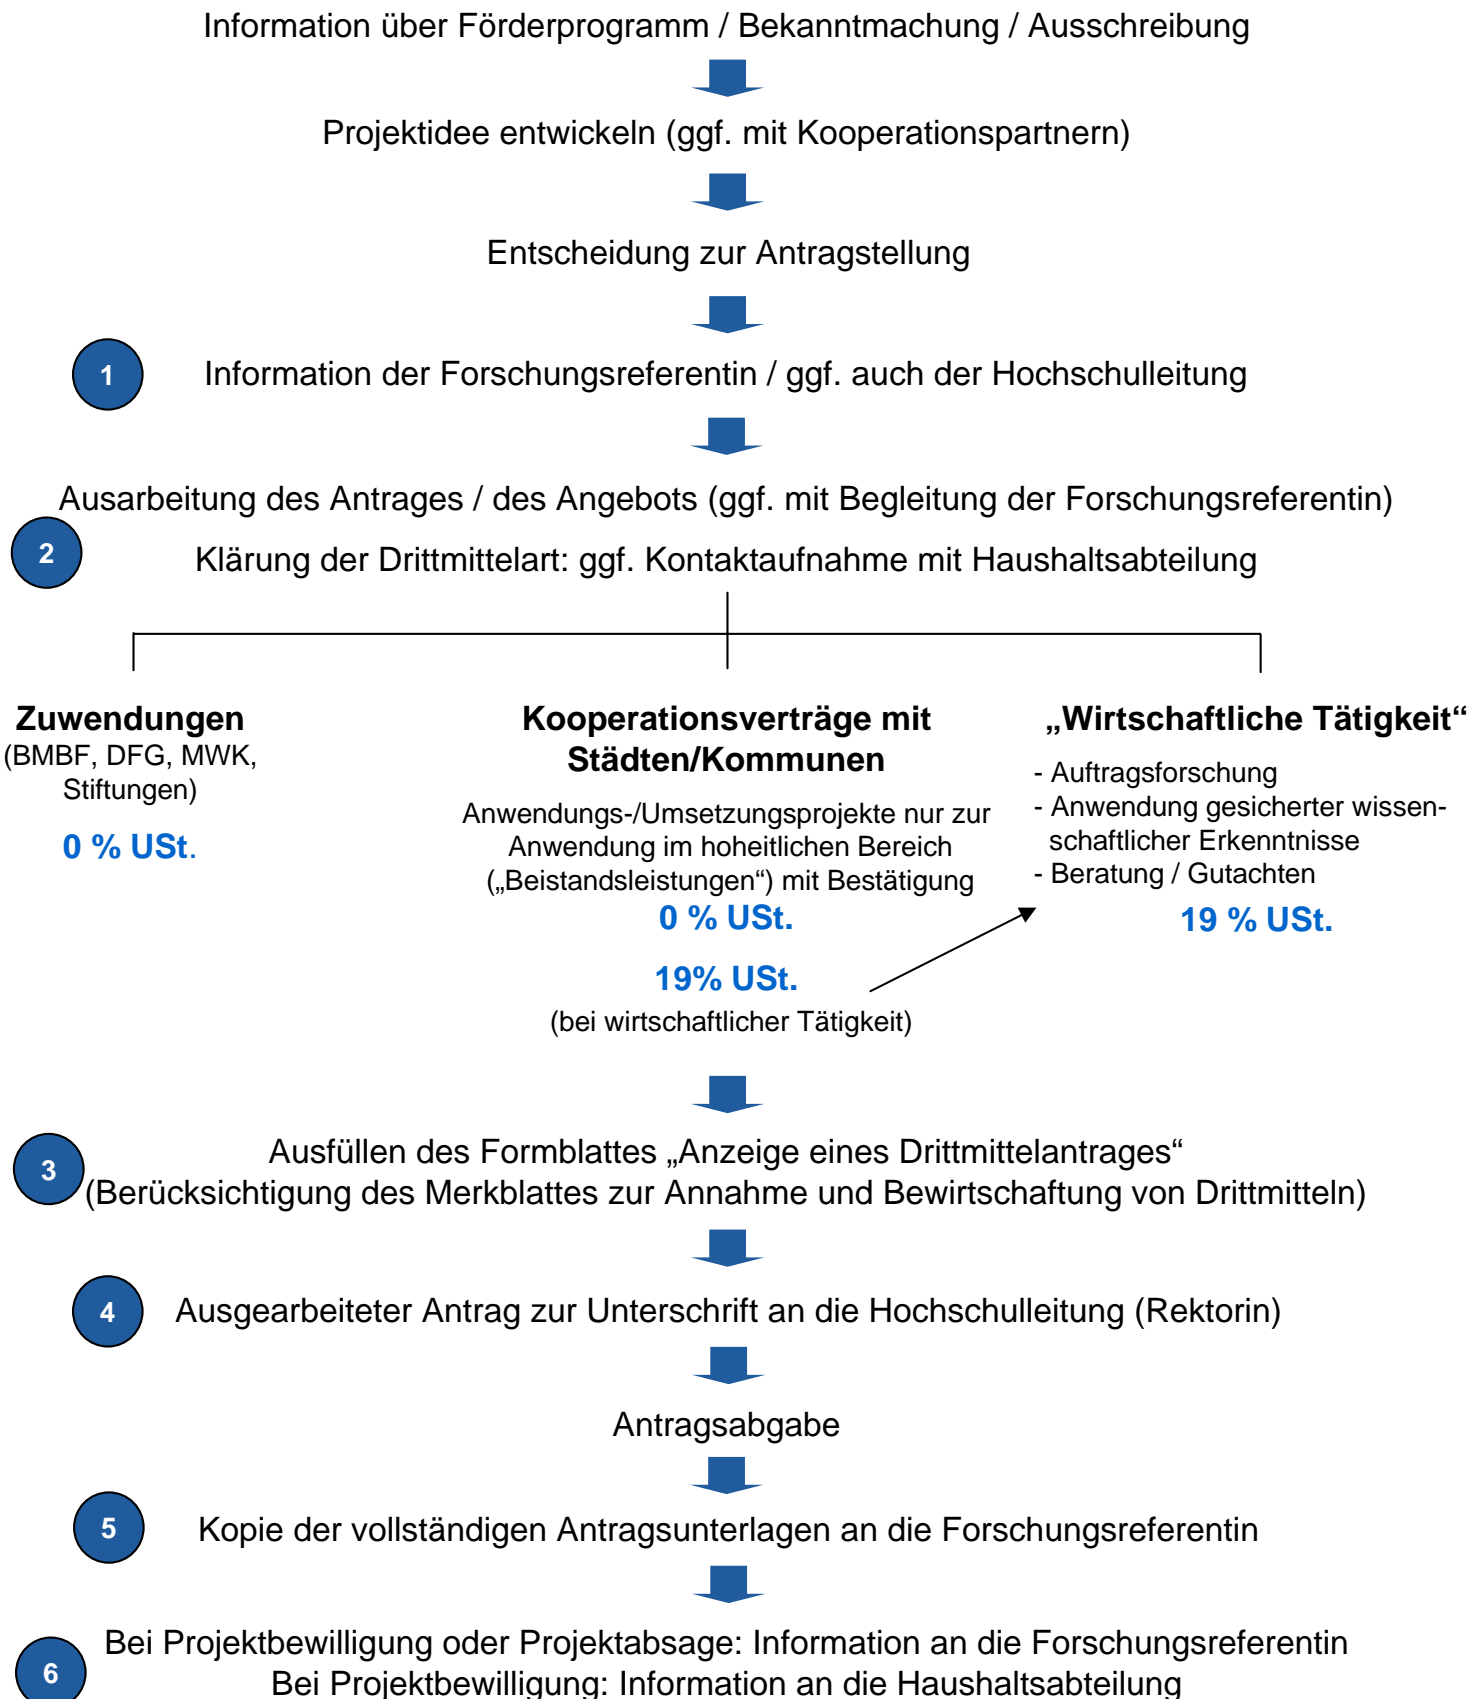 Information über Förderprogramm / Bekanntmachung / Ausschreibung
Projektidee entwickeln (ggf. mit Kooperationspartnern)
Entscheidung zur Antragstellung
1
Information der Forschungsreferentin / ggf. auch der Hochschulleitung
Ausarbeitung des Antrages / des Angebots (ggf. mit Begleitung der Forschungsreferentin)
2
Klärung der Drittmittelart: ggf. Kontaktaufnahme mit Haushaltsabteilung
Zuwendungen
(BMBF, DFG, MWK,
Stiftungen)
0 % USt.
Kooperationsverträge mit
Städten/Kommunen
Anwendungs-/Umsetzungsprojekte nur zur
Anwendung im hoheitlichen Bereich
(„Beistandsleistungen“) mit Bestätigung
0 % USt.
19% USt.
(bei wirtschaftlicher Tätigkeit)
„Wirtschaftliche Tätigkeit“
- Auftragsforschung
- Anwendung gesicherter wissen-
schaftlicher Erkenntnisse
- Beratung / Gutachten
19 % USt.
3
Ausfüllen des Formblattes „Anzeige eines Drittmittelantrages“
(Berücksichtigung des Merkblattes zur Annahme und Bewirtschaftung von Drittmitteln)
4
Ausgearbeiteter Antrag zur Unterschrift an die Hochschulleitung (Rektorin)
Antragsabgabe
5
Kopie der vollständigen Antragsunterlagen an die Forschungsreferentin
6
Bei Projektbewilligung oder Projektabsage: Information an die Forschungsreferentin
Bei Projektbewilligung: Information an die Haushaltsabteilung